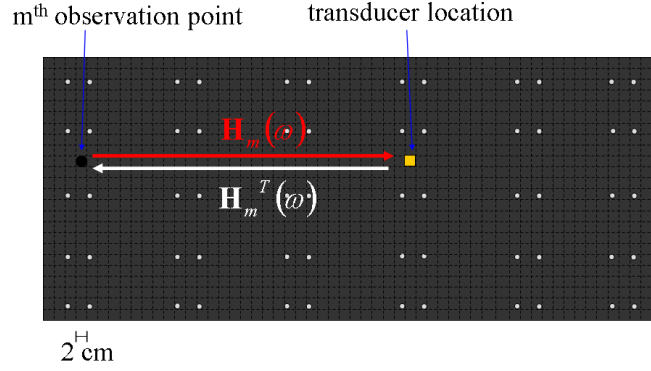 mᵗʰ observation point
transducer location
𝐇ₘ(ω)
𝐇ₘᵀ(ω)
2 cm